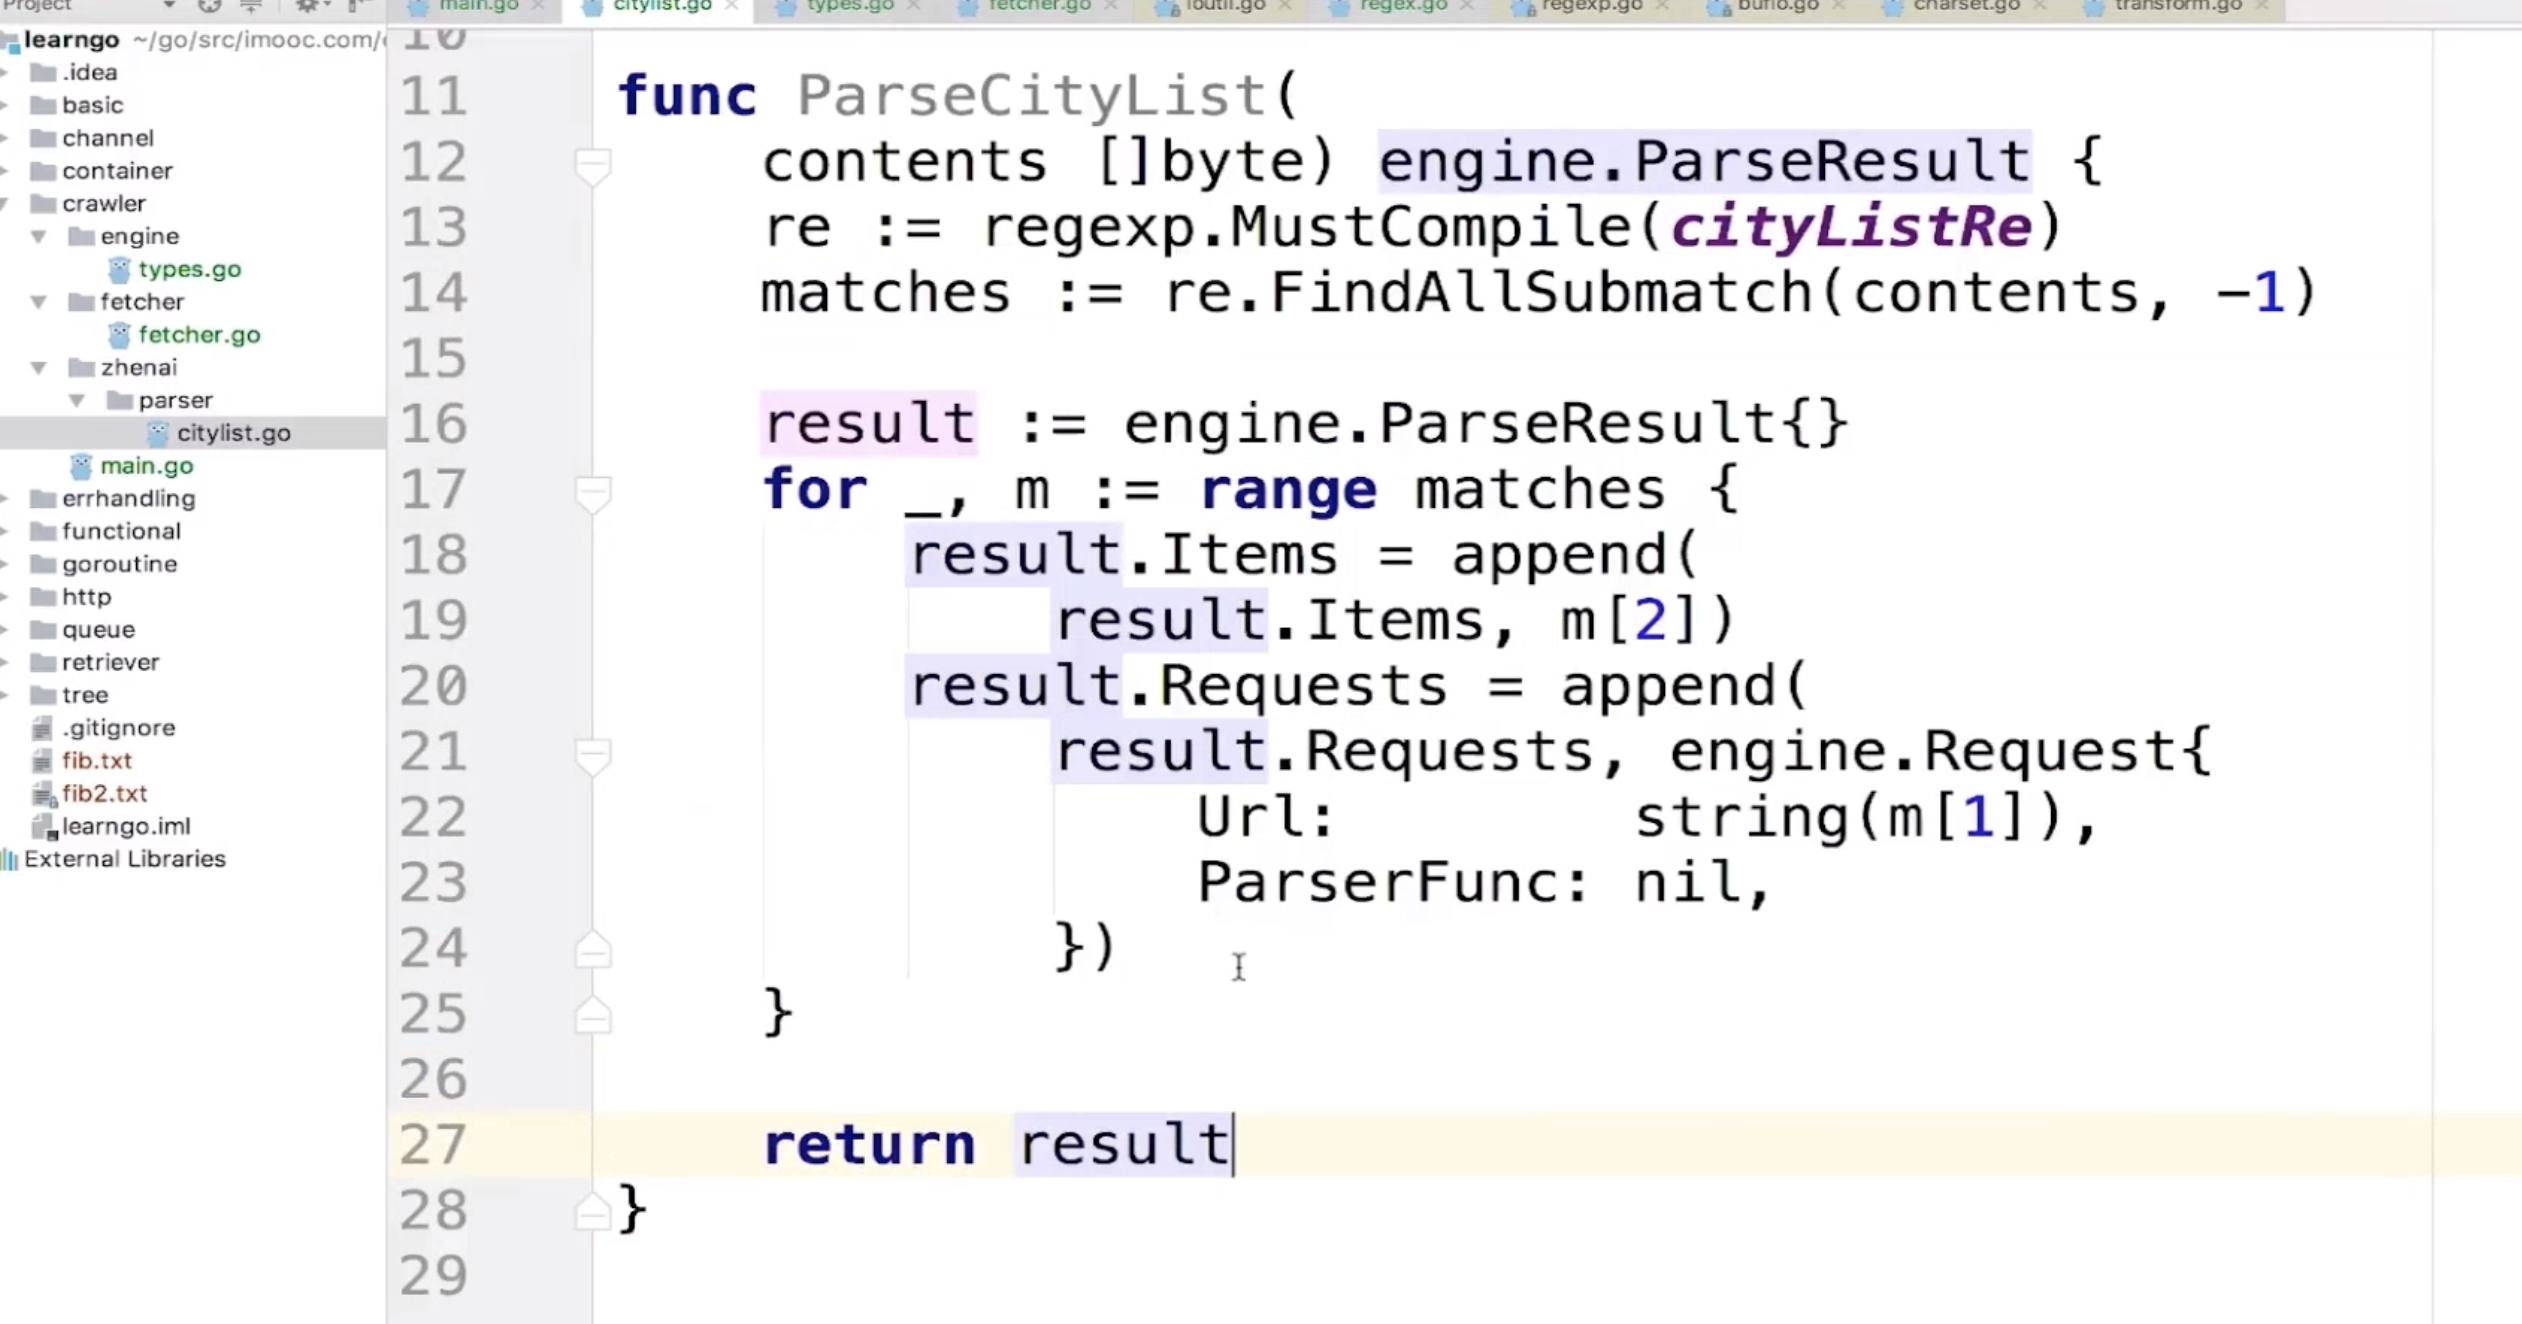 Project
main.go
citylist.go
types.go
fetcher.go
ioutil.go
regex.go
regexp.go
bufio.go
charset.go
transform.go
learngo ~/go/src/imooc.com/
.idea
basic
channel
container
crawler
engine
types.go
fetcher
fetcher.go
zhenai
parser
citylist.go
main.go
errhandling
functional
goroutine
http
queue
retriever
tree
.gitignore
fib.txt
fib2.txt
learngo.iml
External Libraries
10
11 func ParseCityList(
12 contents []byte) engine.ParseResult {
13 re := regexp.MustCompile(cityListRe)
14 matches := re.FindAllSubmatch(contents, -1)
15
16 result := engine.ParseResult{}
17 for _, m := range matches {
18 result.Items = append(
19 result.Items, m[2])
20 result.Requests = append(
21 result.Requests, engine.Request{
22 Url: string(m[1]),
23 ParserFunc: nil,
24 })
25 }
26
27 return result
28 }
29